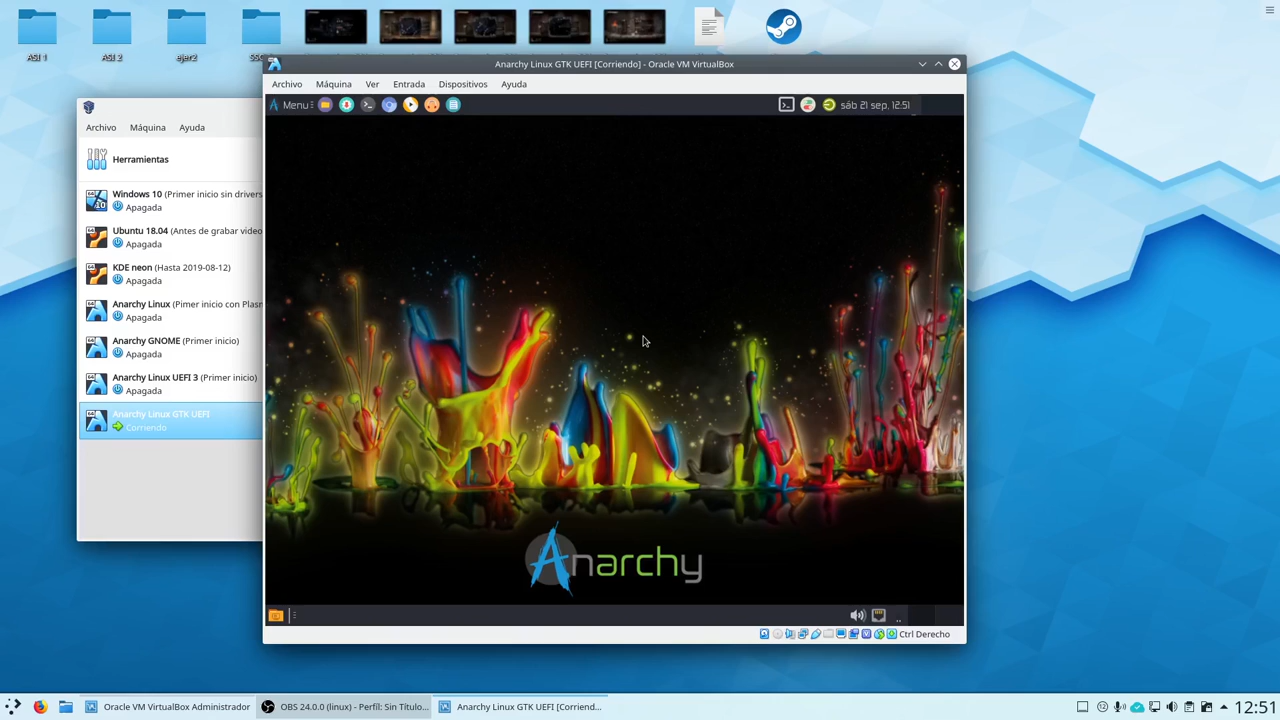 ASI 1
ASI 2
ejer2
Anarchy Linux GTK UEFI [Corriendo] - Oracle VM VirtualBox
Archivo Máquina Ver Entrada Dispositivos Ayuda
Menu
sáb 21 sep, 12:51
Archivo Máquina Ayuda
Herramientas
Windows 10 (Primer inicio sin drivers
Apagada
Ubuntu 18.04 (Antes de grabar video
Apagada
KDE neon (Hasta 2019-08-12)
Apagada
Anarchy Linux (Pimer inicio con Plasm
Apagada
Anarchy GNOME (Primer inicio)
Apagada
Anarchy Linux UEFI 3 (Primer inicio)
Apagada
Anarchy Linux GTK UEFI
Corriendo
Anarchy
Ctrl Derecho
Oracle VM VirtualBox Administrador
OBS 24.0.0 (linux) - Perfil: Sin Título...
Anarchy Linux GTK UEFI [Corriend...
12:51